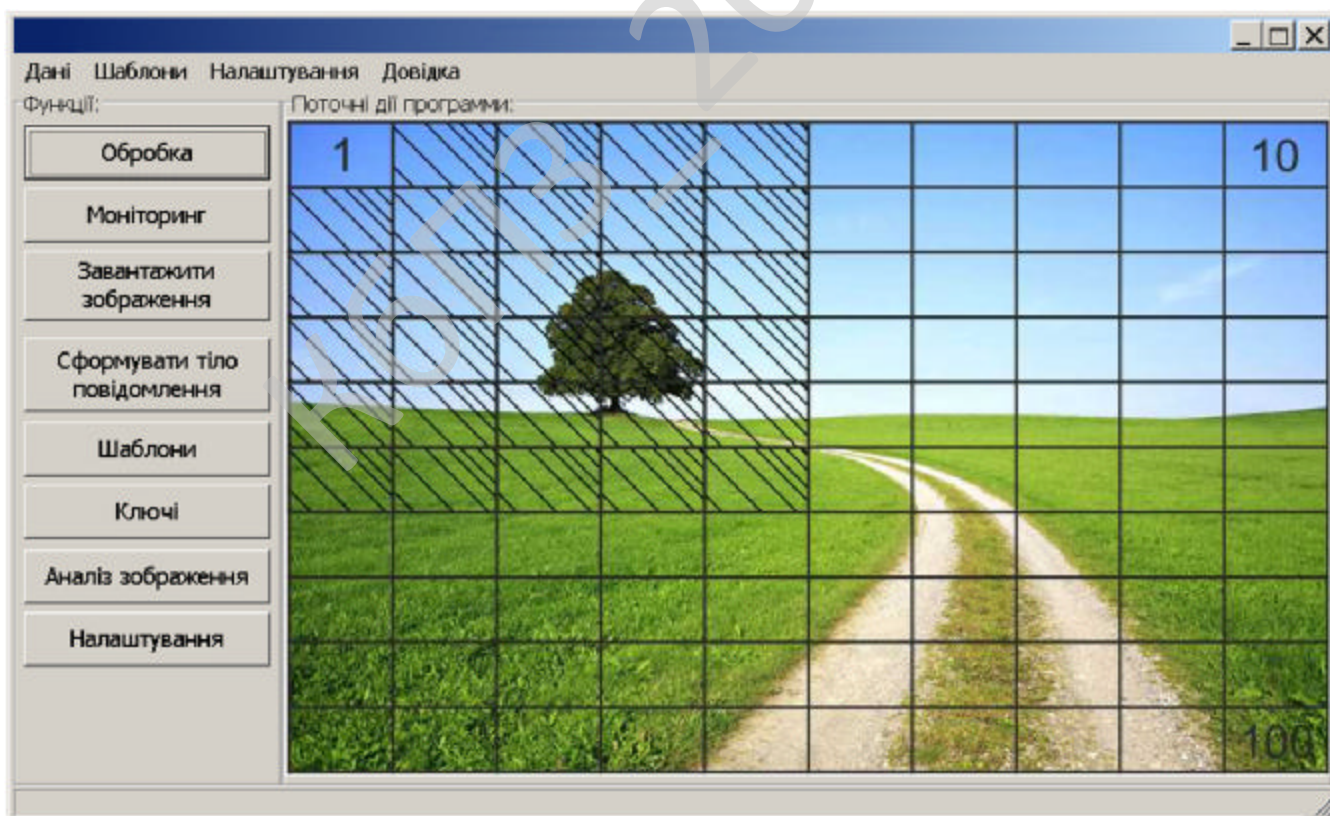 Дані Шаблони Налаштування Довідка
Функції:
Поточні дії программи:
Обробка
Моніторинг
Завантажити
зображення
Сформувати тіло
повідомлення
Шаблони
Ключі
Аналіз зображення
Налаштування
1
10
100